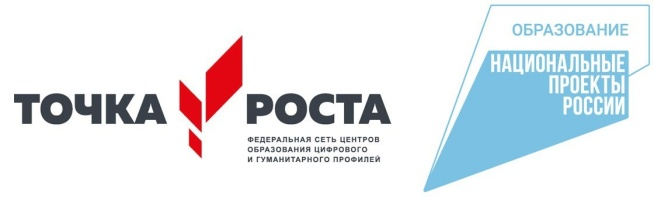 ТОЧКА РОСТА
ФЕДЕРАЛЬНАЯ СЕТЬ ЦЕНТРОВ
ОБРАЗОВАНИЯ ЦИФРОВОГО
И ГУМАНИТАРНОГО ПРОФИЛЕЙ
ОБРАЗОВАНИЕ
НАЦИОНАЛЬНЫЕ
ПРОЕКТЫ
РОССИИ